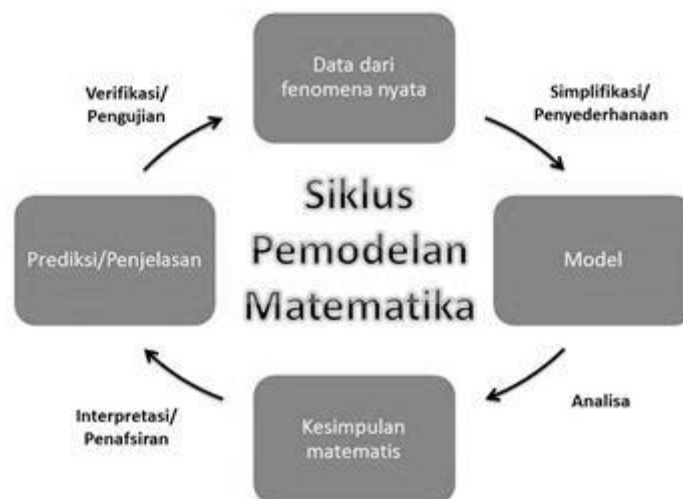 Data dari
fenomena nyata
Verifikasi/
Pengujian
Simplifikasi/
Penyederhanaan
Siklus
Pemodelan
Matematika
Prediksi/Penjelasan
Model
Interpretasi/
Penafsiran
Kesimpulan
matematis
Analisa